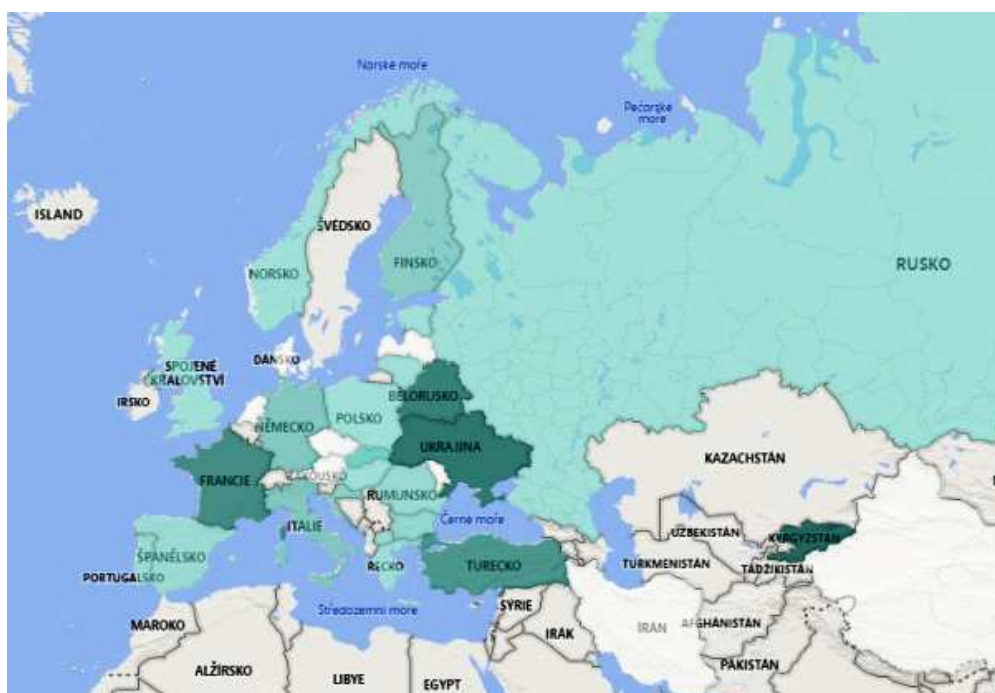 Norské moře
Pečorské
moře
ISLAND
ŠVÉDSKO
FINSKO
RUSKO
NORSKO
DÁNSKO
SPOJENÉ
KRÁLOVSTVÍ
IRSKO
BĚLORUSKO
POLSKO
NĚMECKO
UKRAJINA
KAZACHSTÁN
FRANCIE
RAKOUSKO
RUMUNSKO
Černé moře
ITÁLIE
UZBEKISTÁN
KYRGYZSTÁN
ŠPANĚLSKO
PORTUGALSKO
ŘECKO
TURECKO
TURKMENISTÁN
TÁDŽIKISTÁN
Středozemní moře
SÝRIE
MAROKO
IRÁK
ÍRÁN
AFGHÁNISTÁN
ALŽÍRSKO
LIBYE
EGYPT
PÁKISTÁN